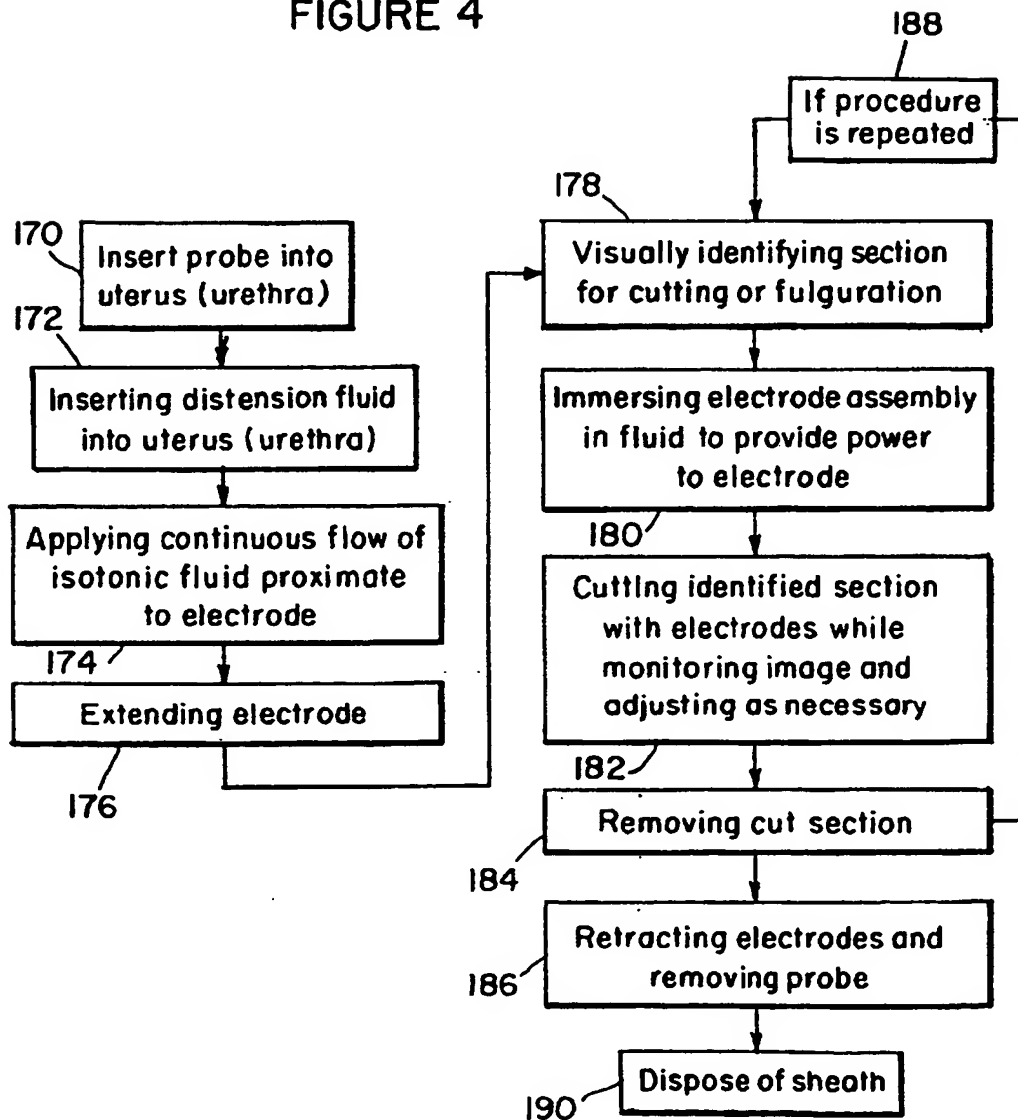 FIGURE 4
170
Insert probe into
uterus (urethra)
172
Inserting distension fluid
into uterus (urethra)
Applying continuous flow of
isotonic fluid proximate
to electrode
174
Extending electrode
176
188
If procedure
is repeated
178
Visually identifying section
for cutting or fulguration
Immersing electrode assembly
in fluid to provide power
to electrode
180
Cutting identified section
with electrodes while
monitoring image and
adjusting as necessary
182
Removing cut section
184
Retracting electrodes and
removing probe
186
Dispose of sheath
190